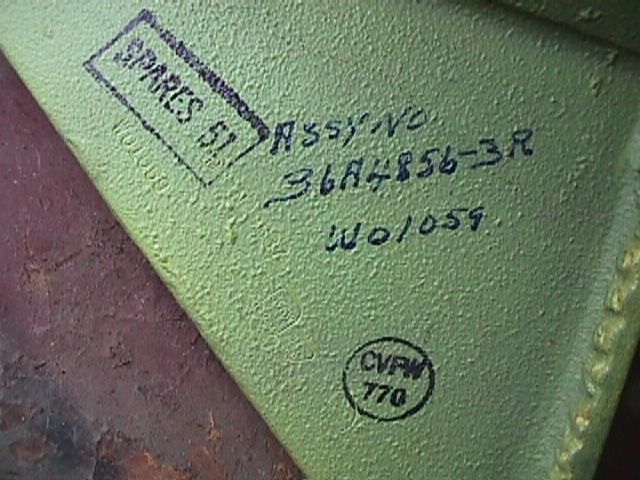 SPARES 51
ASSY NO
36A4856-3R
W01059
CVPW
770